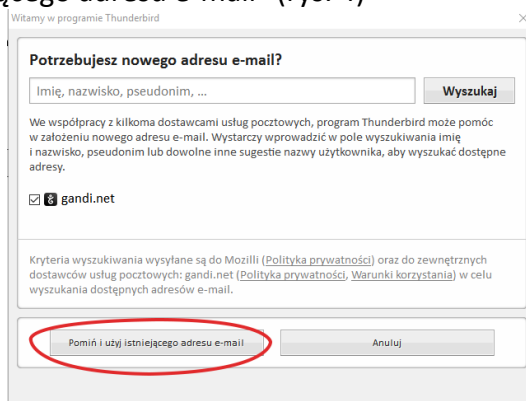 ącego adresu e-mail" (rys. 4)
Witamy w programie Thunderbird
Potrzebujesz nowego adresu e-mail?
Imię, nazwisko, pseudonim, ...
Wyszukaj
We współpracy z kilkoma dostawcami usług pocztowych, program Thunderbird może pomóc
w założeniu nowego adresu e-mail. Wystarczy wprowadzić w pole wyszukiwania imię
i nazwisko, pseudonim lub dowolne inne sugestie nazwy użytkownika, aby wyszukać dostępne
adresy.
gandi.net
Kryteria wyszukiwania wysyłane są do Mozilli (Polityka prywatności) oraz do zewnętrznych
dostawców usług pocztowych: gandi.net (Polityka prywatności, Warunki korzystania) w celu
wyszukania dostępnych adresów e-mail.
Pomiń i użyj istniejącego adresu e-mail
Anuluj